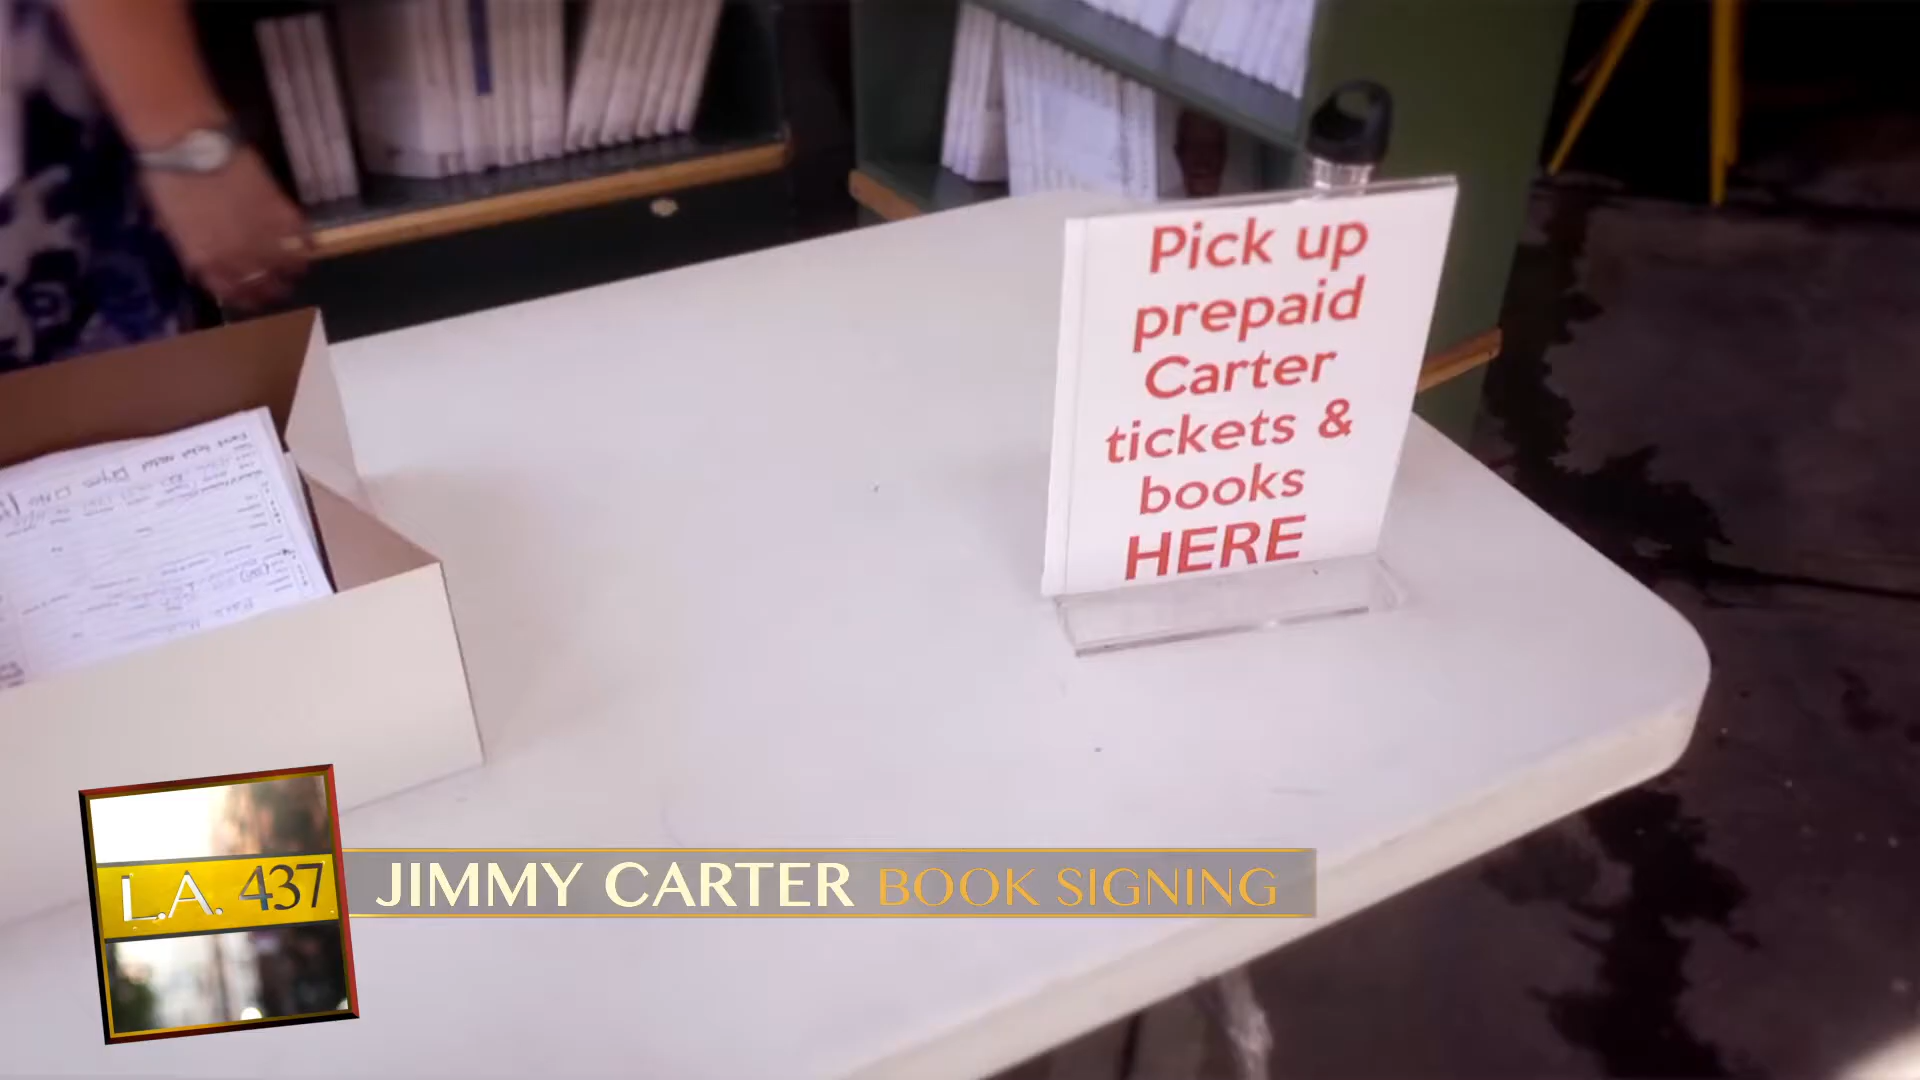 Pick up
prepaid
Carter
tickets &
books
HERE
L.A. 437
JIMMY CARTER BOOK SIGNING